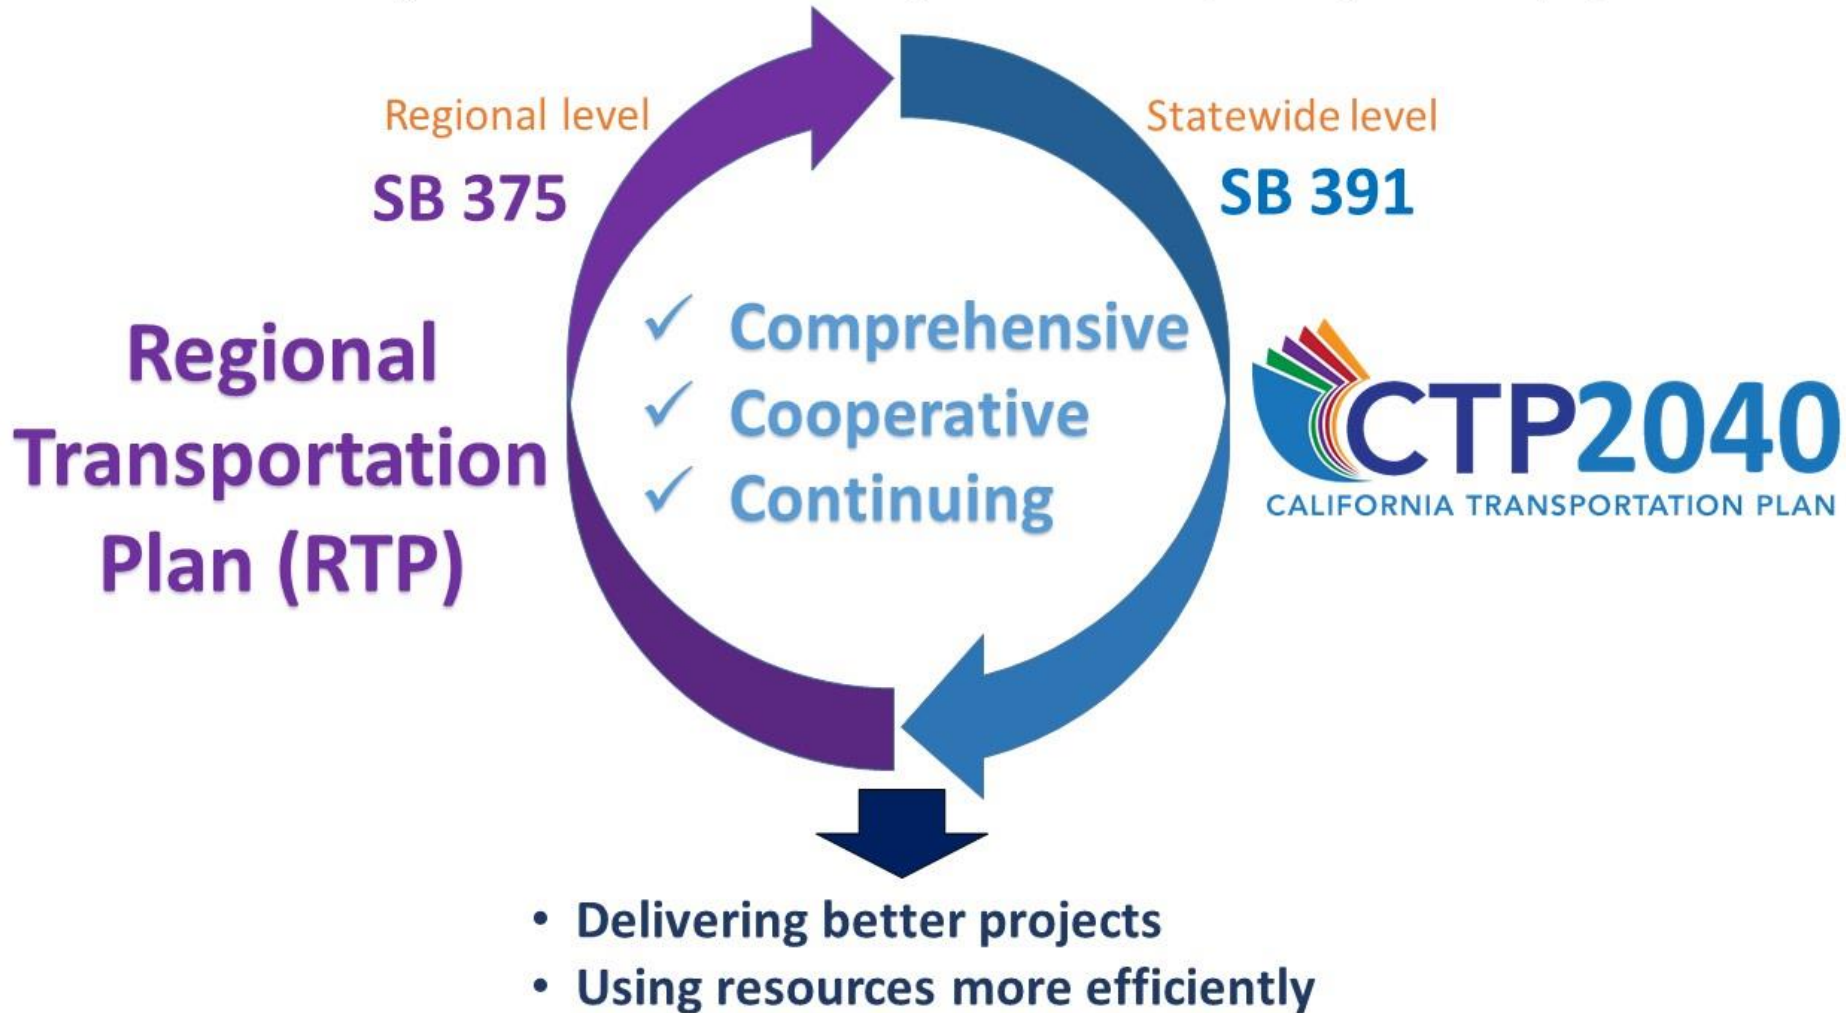 Regional level
SB 375
Statewide level
SB 391
Regional
Transportation
Plan (RTP)
✓ Comprehensive
✓ Cooperative
✓ Continuing
CTP2040
CALIFORNIA TRANSPORTATION PLAN
• Delivering better projects
• Using resources more efficiently